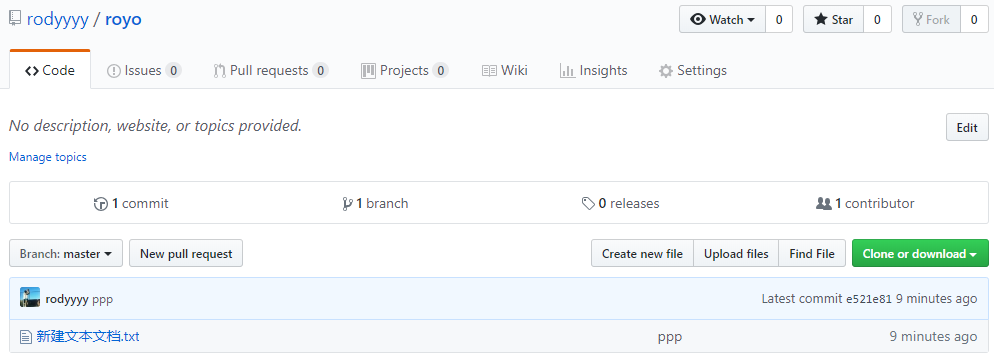 rodyyyy / royo Watch 0 Star 0 Fork 0
Code Issues 0 Pull requests 0 Projects 0 Wiki Insights Settings
No description, website, or topics provided. Edit
Manage topics
1 commit 1 branch 0 releases 1 contributor
Branch: master New pull request Create new file Upload files Find File Clone or download
rodyyyy ppp Latest commit e521e81 9 minutes ago
新建文本文档.txt ppp 9 minutes ago